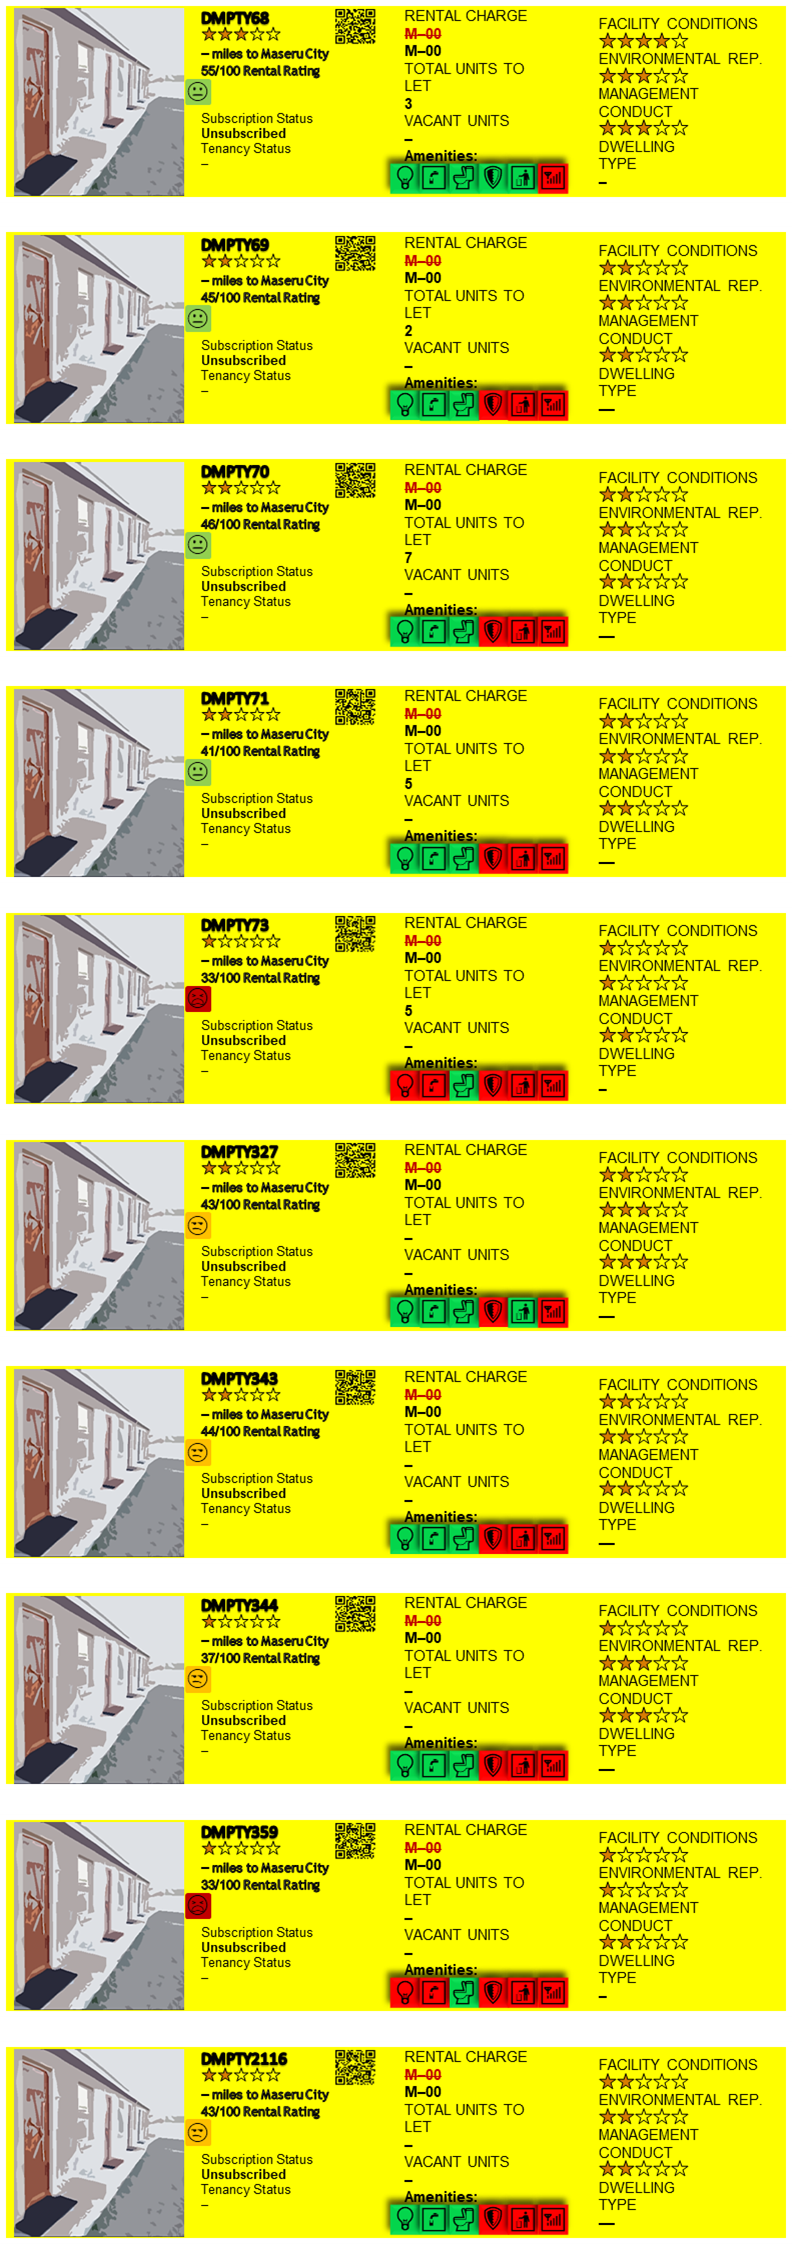 DMPTY68
– miles to Maseru City
55/100 Rental Rating
Subscription Status
Unsubscribed
Tenancy Status
–
RENTAL CHARGE
M–00
M–00
TOTAL UNITS TO
LET
3
VACANT UNITS
–
Amenities:
FACILITY CONDITIONS
ENVIRONMENTAL REP.
MANAGEMENT
CONDUCT
DWELLING
TYPE
–
DMPTY69
– miles to Maseru City
45/100 Rental Rating
Subscription Status
Unsubscribed
Tenancy Status
–
RENTAL CHARGE
M–00
M–00
TOTAL UNITS TO
LET
2
VACANT UNITS
–
Amenities:
FACILITY CONDITIONS
ENVIRONMENTAL REP.
MANAGEMENT
CONDUCT
DWELLING
TYPE
—
DMPTY70
– miles to Maseru City
46/100 Rental Rating
Subscription Status
Unsubscribed
Tenancy Status
–
RENTAL CHARGE
M–00
M–00
TOTAL UNITS TO
LET
7
VACANT UNITS
–
Amenities:
FACILITY CONDITIONS
ENVIRONMENTAL REP.
MANAGEMENT
CONDUCT
DWELLING
TYPE
—
DMPTY71
– miles to Maseru City
41/100 Rental Rating
Subscription Status
Unsubscribed
Tenancy Status
–
RENTAL CHARGE
M–00
M–00
TOTAL UNITS TO
LET
5
VACANT UNITS
–
Amenities:
FACILITY CONDITIONS
ENVIRONMENTAL REP.
MANAGEMENT
CONDUCT
DWELLING
TYPE
—
DMPTY73
– miles to Maseru City
33/100 Rental Rating
Subscription Status
Unsubscribed
Tenancy Status
–
RENTAL CHARGE
M–00
M–00
TOTAL UNITS TO
LET
5
VACANT UNITS
–
Amenities:
FACILITY CONDITIONS
ENVIRONMENTAL REP.
MANAGEMENT
CONDUCT
DWELLING
TYPE
–
DMPTY327
– miles to Maseru City
43/100 Rental Rating
Subscription Status
Unsubscribed
Tenancy Status
–
RENTAL CHARGE
M–00
M–00
TOTAL UNITS TO
LET
–
VACANT UNITS
–
Amenities:
FACILITY CONDITIONS
ENVIRONMENTAL REP.
MANAGEMENT
CONDUCT
DWELLING
TYPE
—
DMPTY343
– miles to Maseru City
44/100 Rental Rating
Subscription Status
Unsubscribed
Tenancy Status
–
RENTAL CHARGE
M–00
M–00
TOTAL UNITS TO
LET
–
VACANT UNITS
–
Amenities:
FACILITY CONDITIONS
ENVIRONMENTAL REP.
MANAGEMENT
CONDUCT
DWELLING
TYPE
—
DMPTY344
– miles to Maseru City
37/100 Rental Rating
Subscription Status
Unsubscribed
Tenancy Status
–
RENTAL CHARGE
M–00
M–00
TOTAL UNITS TO
LET
–
VACANT UNITS
–
Amenities:
FACILITY CONDITIONS
ENVIRONMENTAL REP.
MANAGEMENT
CONDUCT
DWELLING
TYPE
—
DMPTY359
– miles to Maseru City
33/100 Rental Rating
Subscription Status
Unsubscribed
Tenancy Status
–
RENTAL CHARGE
M–00
M–00
TOTAL UNITS TO
LET
–
VACANT UNITS
–
Amenities:
FACILITY CONDITIONS
ENVIRONMENTAL REP.
MANAGEMENT
CONDUCT
DWELLING
TYPE
–
DMPTY2116
– miles to Maseru City
43/100 Rental Rating
Subscription Status
Unsubscribed
Tenancy Status
–
RENTAL CHARGE
M–00
M–00
TOTAL UNITS TO
LET
–
VACANT UNITS
–
Amenities:
FACILITY CONDITIONS
ENVIRONMENTAL REP.
MANAGEMENT
CONDUCT
DWELLING
TYPE
—